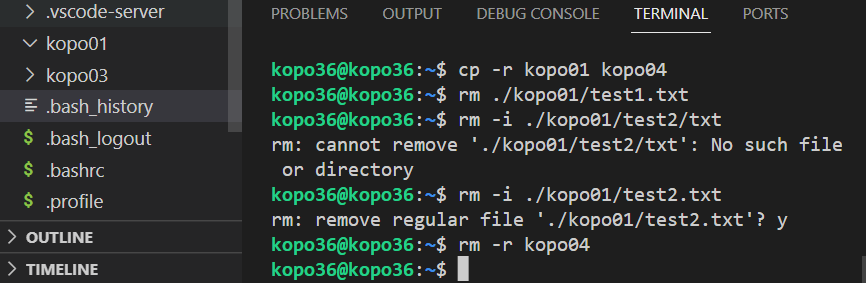 .vscode-server
kopo01
kopo03
.bash_history
.bash_logout
.bashrc
.profile
OUTLINE
TIMELINE
PROBLEMS OUTPUT DEBUG CONSOLE TERMINAL PORTS
kopo36@kopo36:~$ cp -r kopo01 kopo04
kopo36@kopo36:~$ rm ./kopo01/test1.txt
kopo36@kopo36:~$ rm -i ./kopo01/test2/txt
rm: cannot remove './kopo01/test2/txt': No such file
or directory
kopo36@kopo36:~$ rm -i ./kopo01/test2.txt
rm: remove regular file './kopo01/test2.txt'? y
kopo36@kopo36:~$ rm -r kopo04
kopo36@kopo36:~$